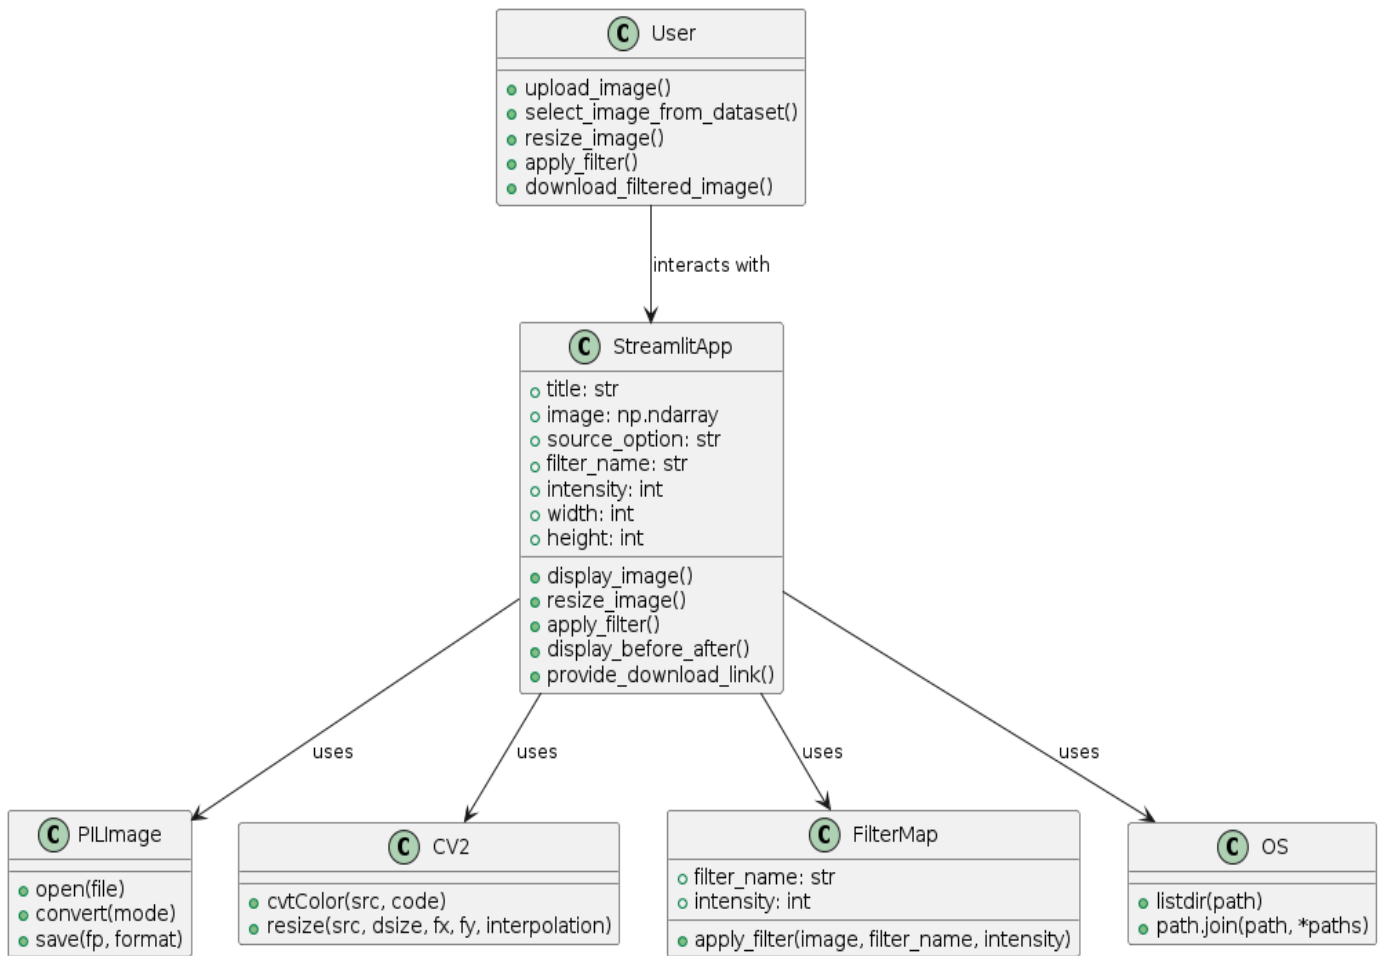 C User
upload_image()
select_image_from_dataset()
resize_image()
apply_filter()
download_filtered_image()
interacts with
C StreamlitApp
title: str
image: np.ndarray
source_option: str
filter_name: str
intensity: int
width: int
height: int
display_image()
resize_image()
apply_filter()
display_before_after()
provide_download_link()
uses
uses
uses
uses
C PILImage
open(file)
convert(mode)
save(fp, format)
C CV2
cvtColor(src, code)
resize(src, dsize, fx, fy, interpolation)
C FilterMap
filter_name: str
intensity: int
apply_filter(image, filter_name, intensity)
C OS
listdir(path)
path.join(path, *paths)